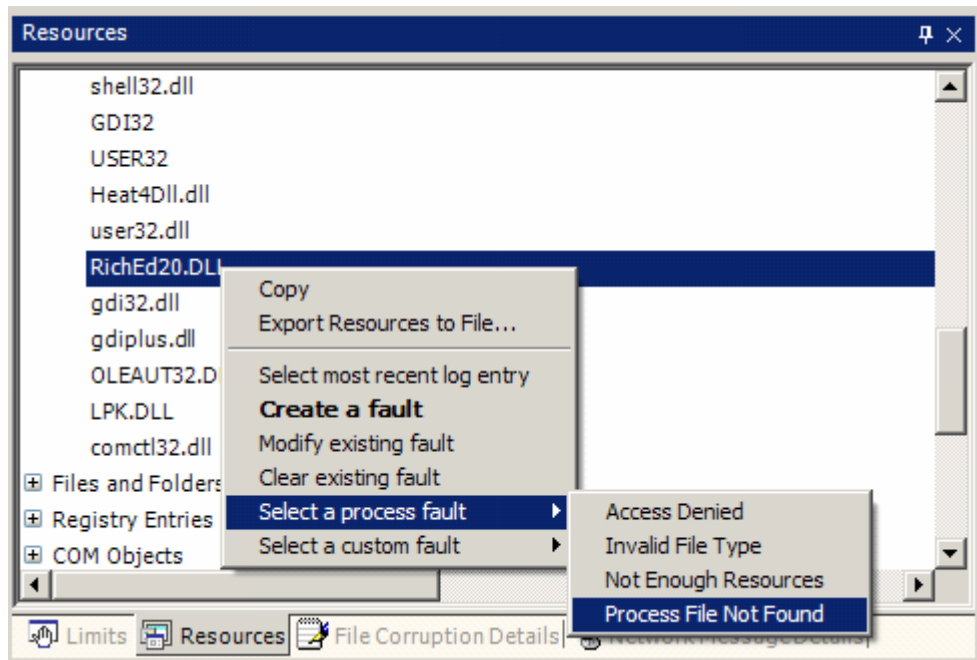 Resources
shell32.dll
GDI32
USER32
Heat4Dll.dll
user32.dll
RichEd20.DLL
gdi32.dll
gdiplus.dll
OLEAUT32.D
LPK.DLL
comctl32.dll
Files and Folders
Registry Entries
COM Objects
Copy
Export Resources to File...
Select most recent log entry
Create a fault
Modify existing fault
Clear existing fault
Select a process fault
Select a custom fault
Access Denied
Invalid File Type
Not Enough Resources
Process File Not Found
Limits Resources File Corruption Details Network Message Details